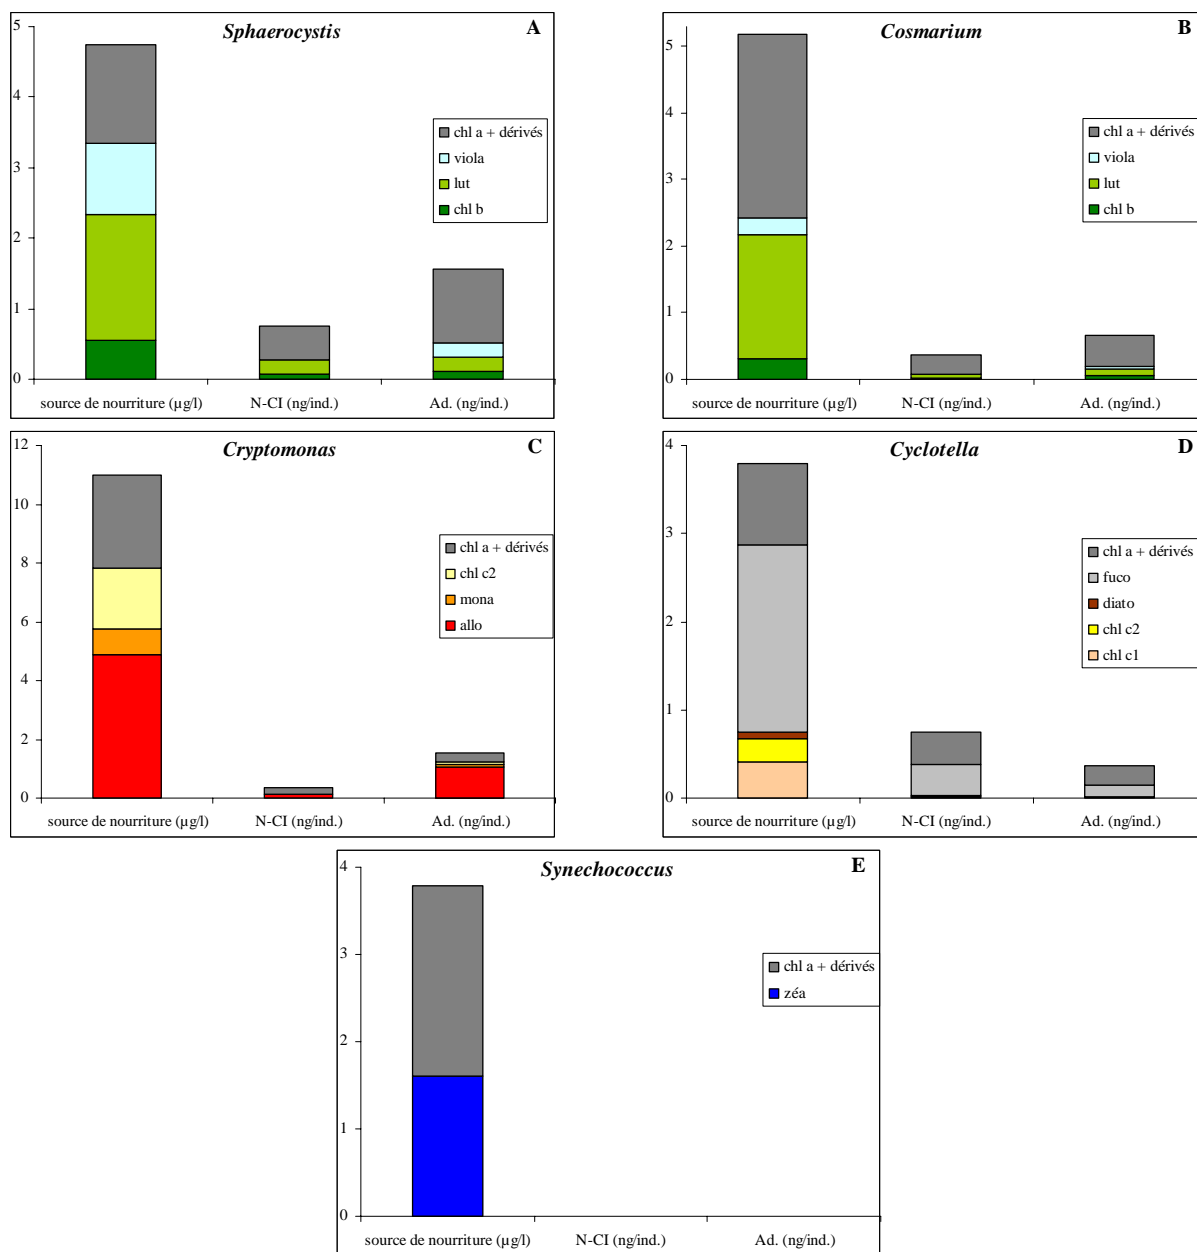 Sphaerocystis
A
5
4
3
2
1
0
chl a + dérivés
viola
lut
chl b
source de nourriture (µg/l)
N-CI (ng/ind.)
Ad. (ng/ind.)
Cosmarium
B
5
4
3
2
1
0
chl a + dérivés
viola
lut
chl b
source de nourriture (µg/l)
N-CI (ng/ind.)
Ad. (ng/ind.)
Cryptomonas
C
12
10
8
6
4
2
0
chl a + dérivés
chl c2
mona
allo
source de nourriture (µg/l)
N-CI (ng/ind.)
Ad. (ng/ind.)
Cyclotella
D
4
3
2
1
0
chl a + dérivés
fuco
diato
chl c2
chl c1
source de nourriture (µg/l)
N-CI (ng/ind.)
Ad. (ng/ind.)
Synechococcus
E
4
3
2
1
0
chl a + dérivés
zéa
source de nourriture (µg/l)
N-CI (ng/ind.)
Ad. (ng/ind.)